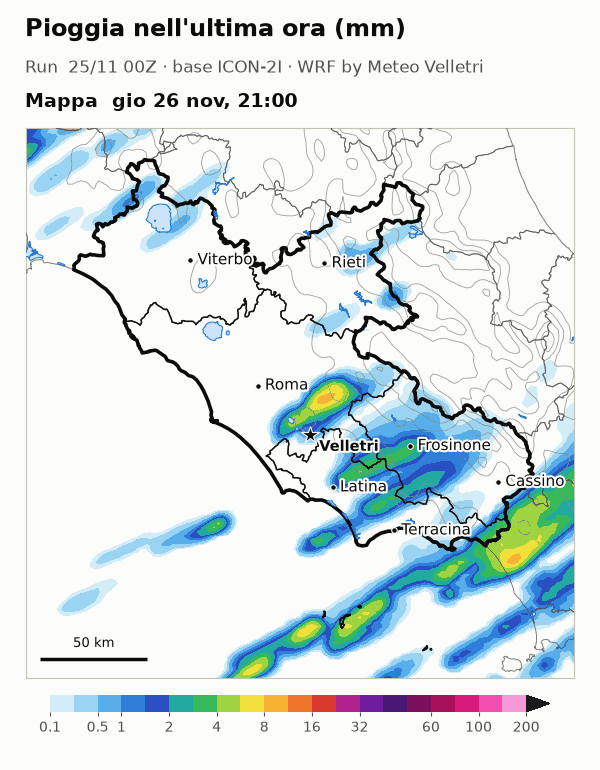 Pioggia nell'ultima ora (mm)
Run  25/11 00Z · base ICON-2I · WRF by Meteo Velletri
Mappa  gio 26 nov, 21:00
Viterbo
Rieti
Roma
Velletri
Frosinone
Latina
Cassino
Terracina
50 km
0.1 0.5 1 2 4 8 16 32 60 100 200